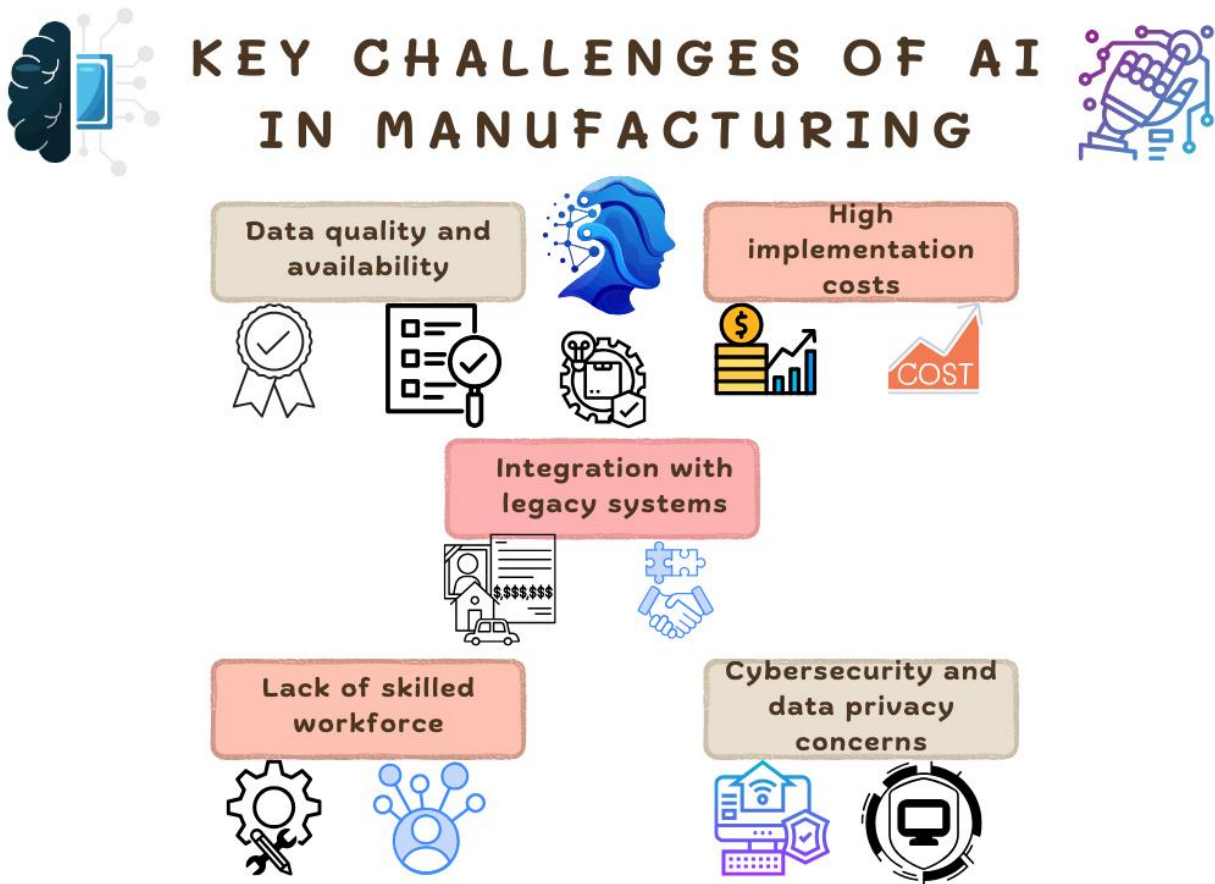 KEY CHALLENGES OF AI
IN MANUFACTURING
Data quality and
availability
High
implementation
costs
$
COST
Integration with
legacy systems
$,$$$,$$$
Lack of skilled
workforce
Cybersecurity and
data privacy
concerns